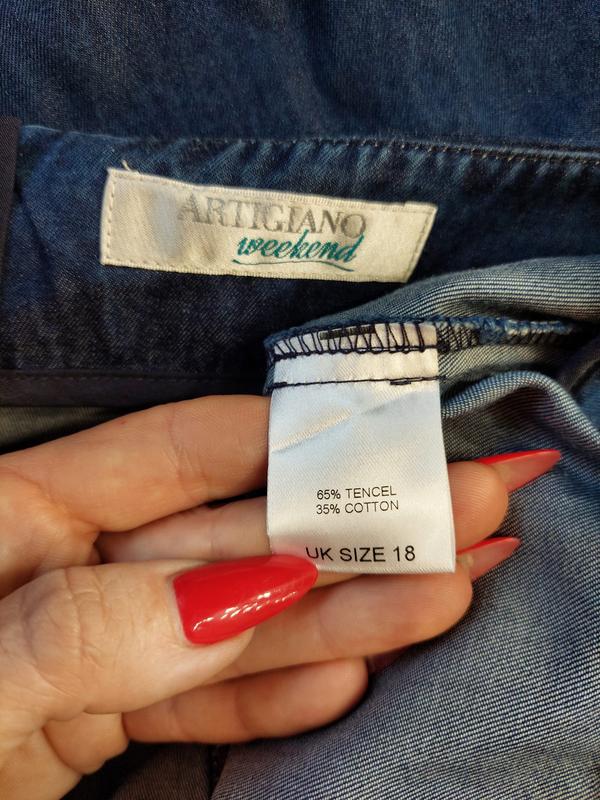 ARTIGIANO
weekend
65% TENCEL
35% COTTON
UK SIZE 18